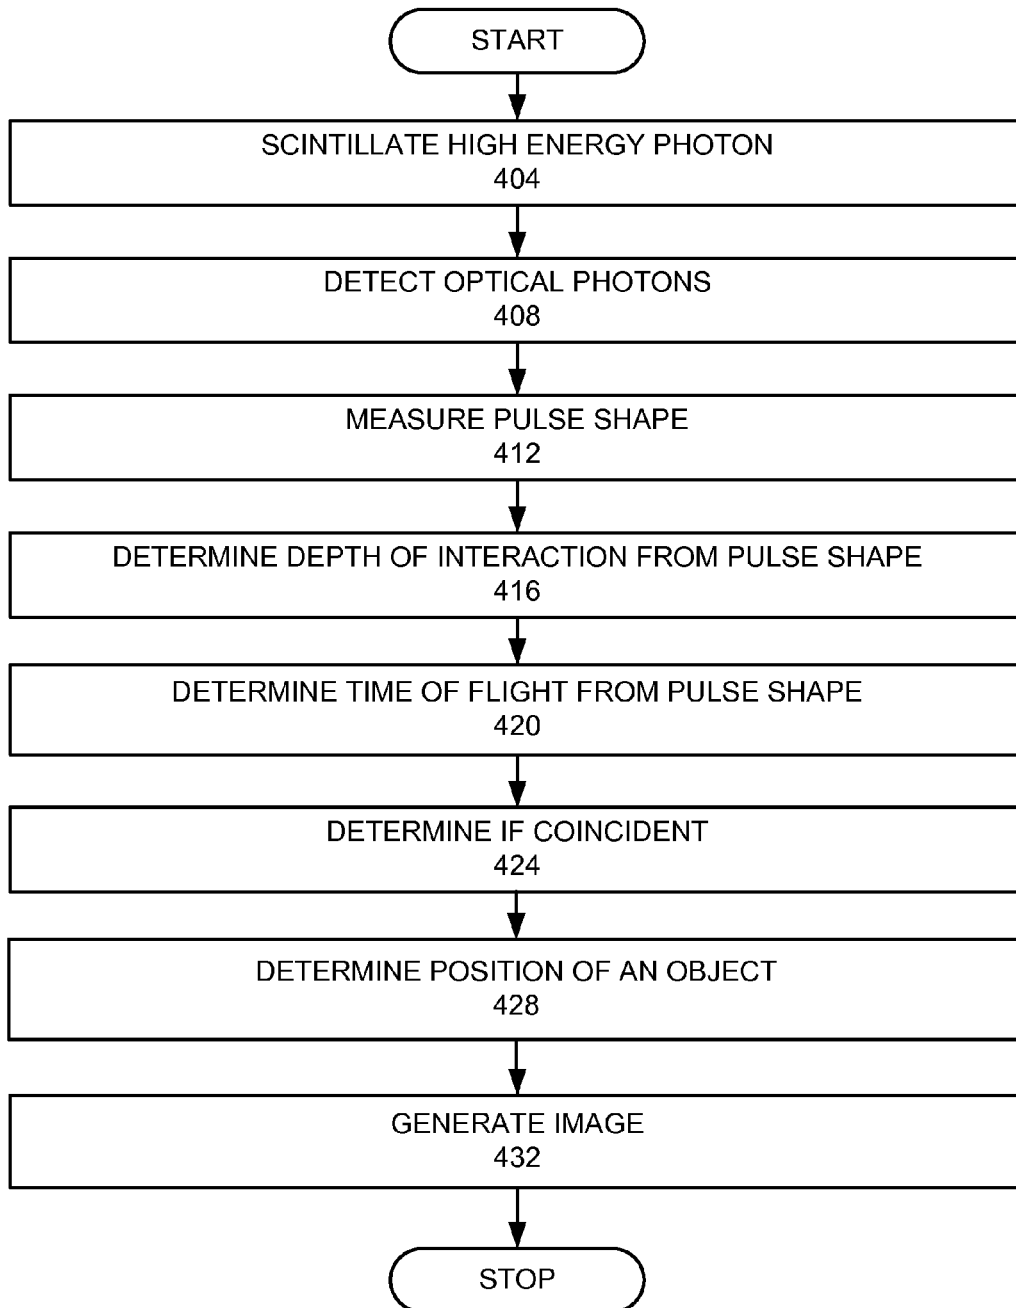 START
SCINTILLATE HIGH ENERGY PHOTON
404
DETECT OPTICAL PHOTONS
408
MEASURE PULSE SHAPE
412
DETERMINE DEPTH OF INTERACTION FROM PULSE SHAPE
416
DETERMINE TIME OF FLIGHT FROM PULSE SHAPE
420
DETERMINE IF COINCIDENT
424
DETERMINE POSITION OF AN OBJECT
428
GENERATE IMAGE
432
STOP